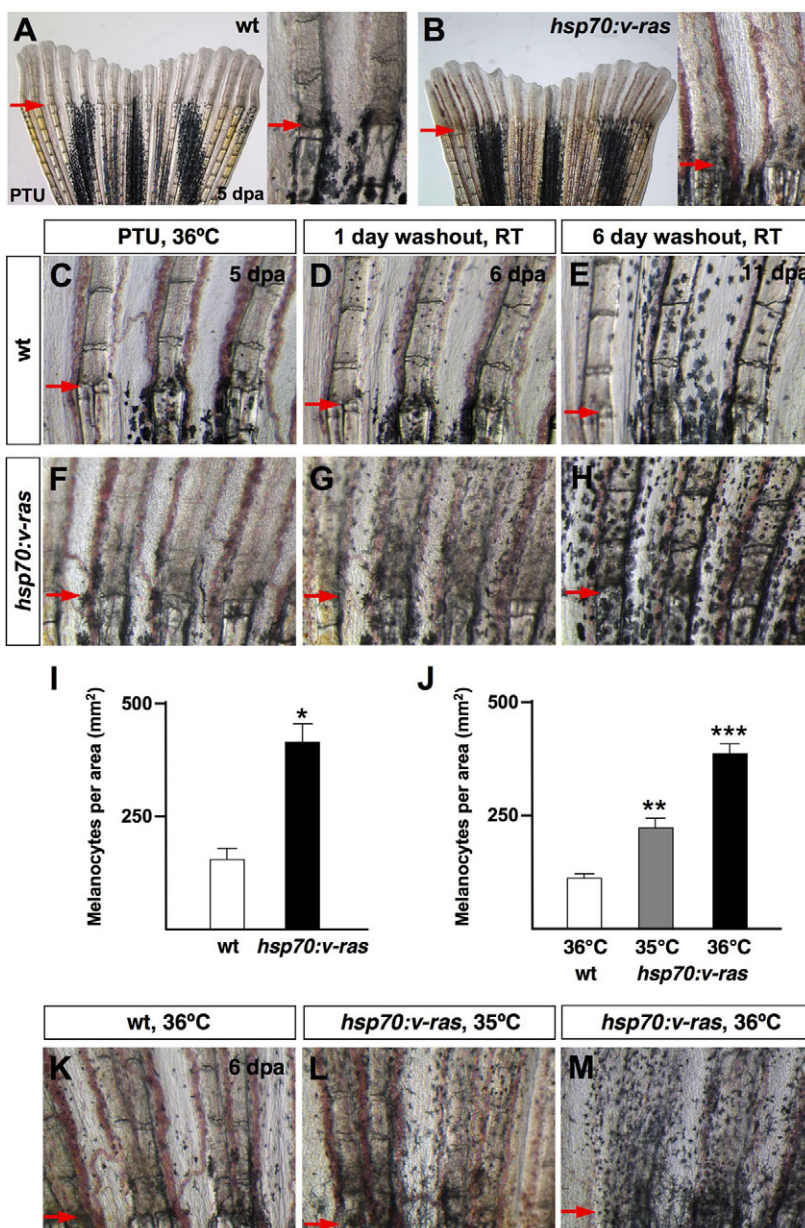 A
wt
PTU
5 dpa
B
hsp70:v-ras
PTU, 36ºC
1 day washout, RT
6 day washout, RT
wt
C
5 dpa
D
6 dpa
E
11 dpa
hsp70:v-ras
F
G
H
I
Melanocytes per area (mm²)
500
250
*
wt
hsp70:v-ras
J
Melanocytes per area (mm²)
500
250
**
***
36°C
35°C
36°C
wt
hsp70:v-ras
wt, 36ºC
hsp70:v-ras, 35ºC
hsp70:v-ras, 36ºC
K
6 dpa
L
M